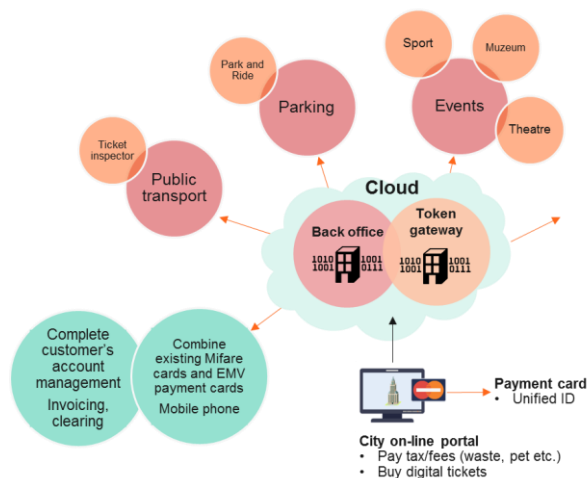 Sport
Muzeum
Park and
Ride
Parking
Events
Theatre
Ticket
inspector
Public
transport
Cloud
Back office
1010
1001
1001
0111
Token
gateway
1010
1001
1001
0111
Complete
customer's
account
management
Invoicing,
clearing
Combine
existing Mifare
cards and EMV
payment cards
Mobile phone
Payment card
• Unified ID
City on-line portal
• Pay tax/fees (waste, pet etc.)
• Buy digital tickets